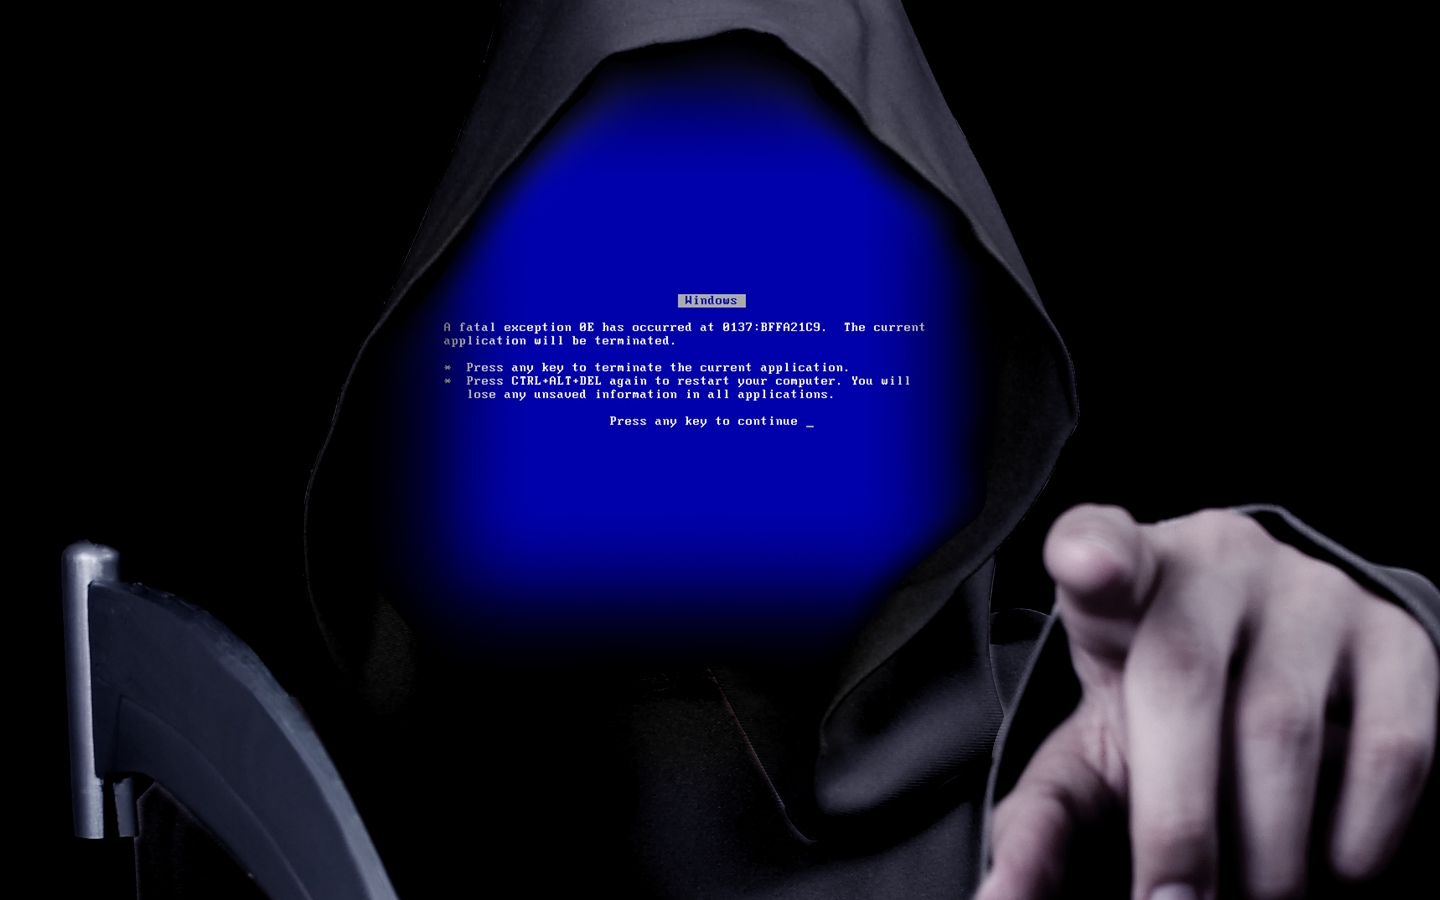 Windows
A fatal exception 0E has occurred at 0137:BFFA21C9.  The current
application will be terminated.
*  Press any key to terminate the current application.
*  Press CTRL+ALT+DEL again to restart your computer. You will
lose any unsaved information in all applications.
Press any key to continue _